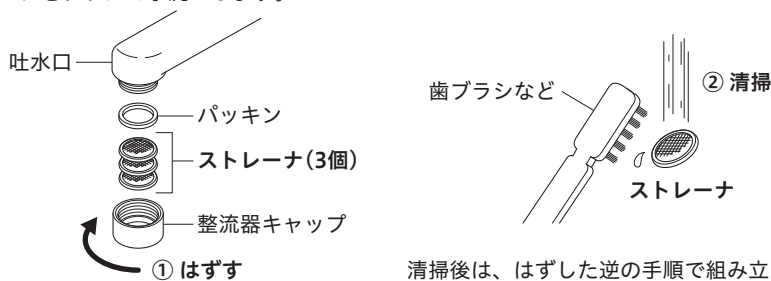 吐水口
パッキン
ストレーナ(3個)
整流器キャップ
① はずす
歯ブラシなど
② 清掃
ストレーナ
清掃後は、はずした逆の手順で組み立